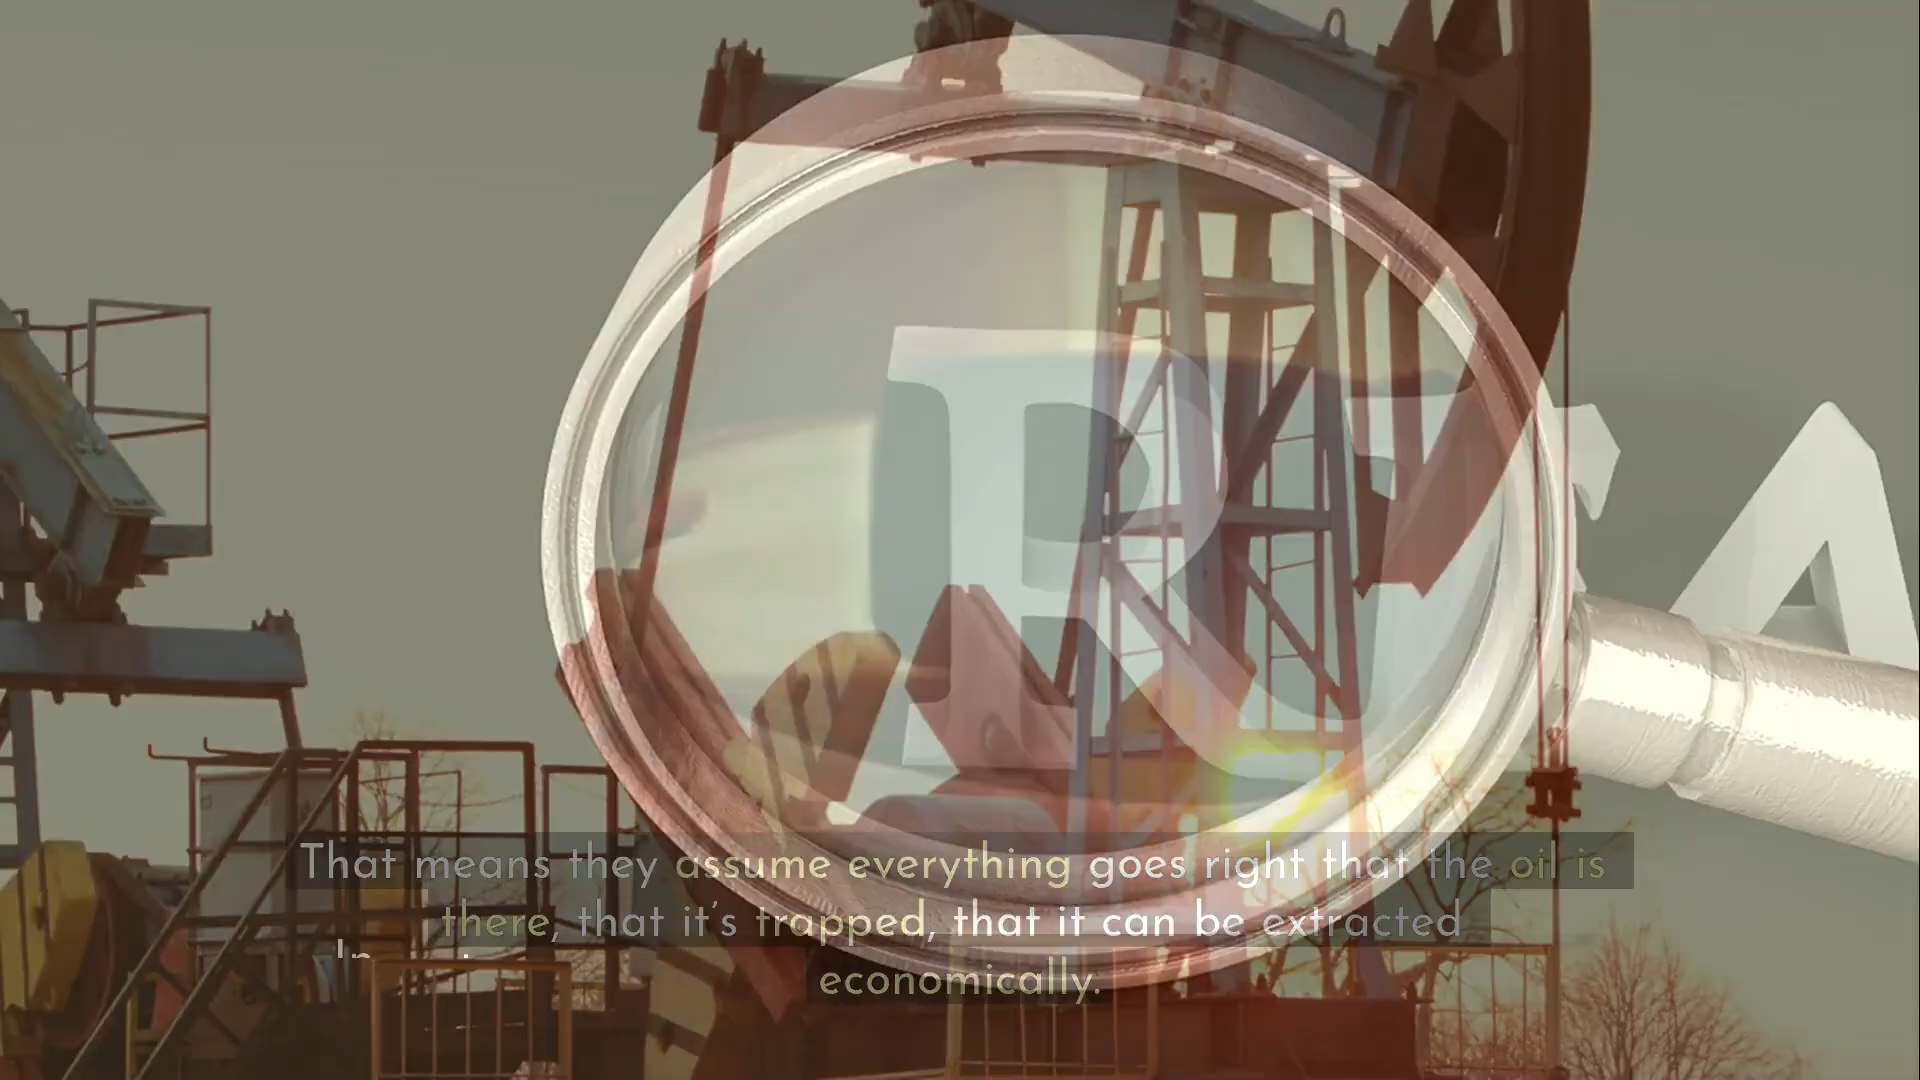 R TA
That means they assume everything goes right that the oil is
there, that it's trapped, that it can be extracted
economically.